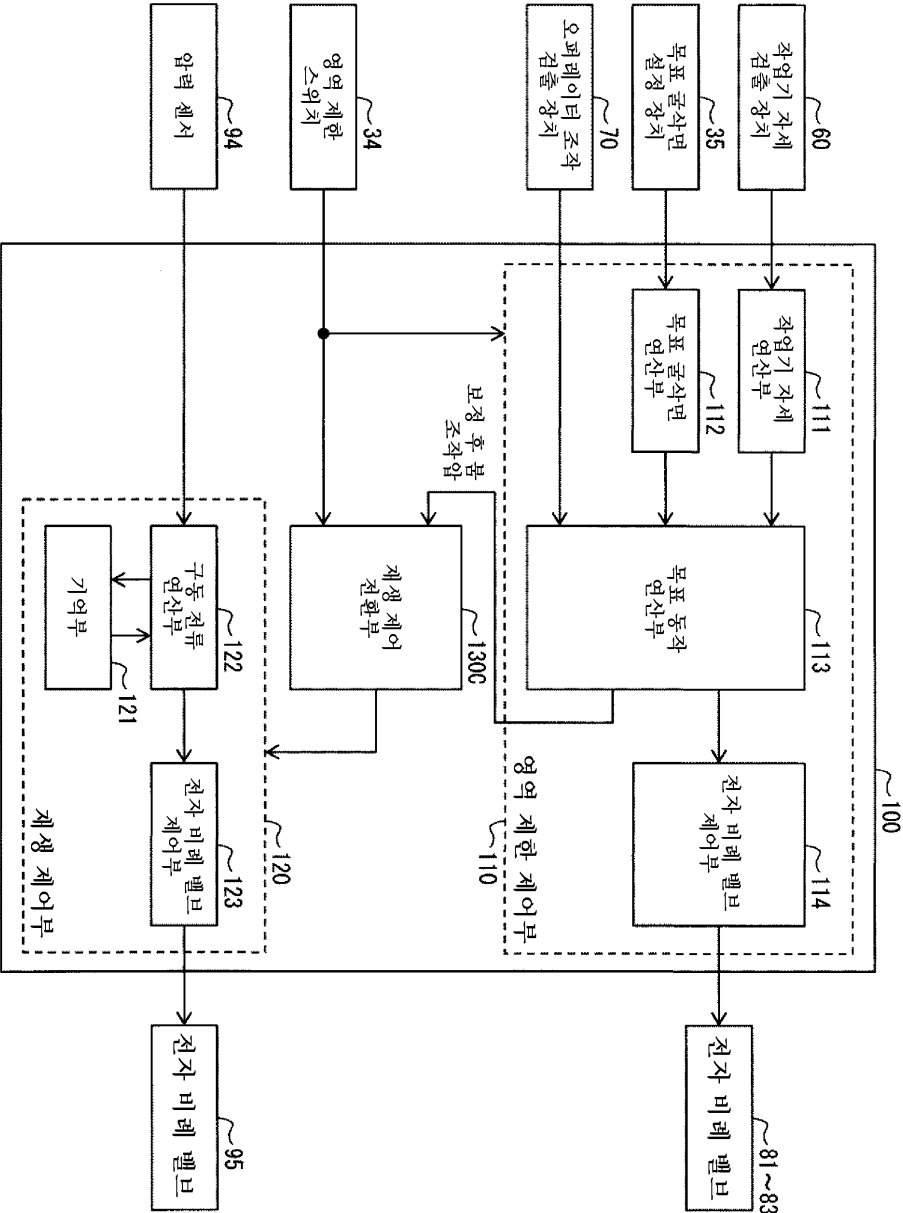 100
60
작업기 자세
검출 장치
111
작업기 자세
연산부
35
목표 굴삭면
설정 장치
112
목표 굴삭면
연산부
70
오퍼레이터 조작
검출 장치
113
목표 동작
연산부
114
전자 비례 밸브
제어부
81~83
전자 비례 밸브
영역 제한 제어부
110
보정 후 붐
조작압
34
영역 제한
스위치
130C
재생 제어
전환부
120
94
압력 센서
122
구동 전류
연산부
123
전자 비례 밸브
제어부
95
전자 비례 밸브
121
기억부
재생 제어부